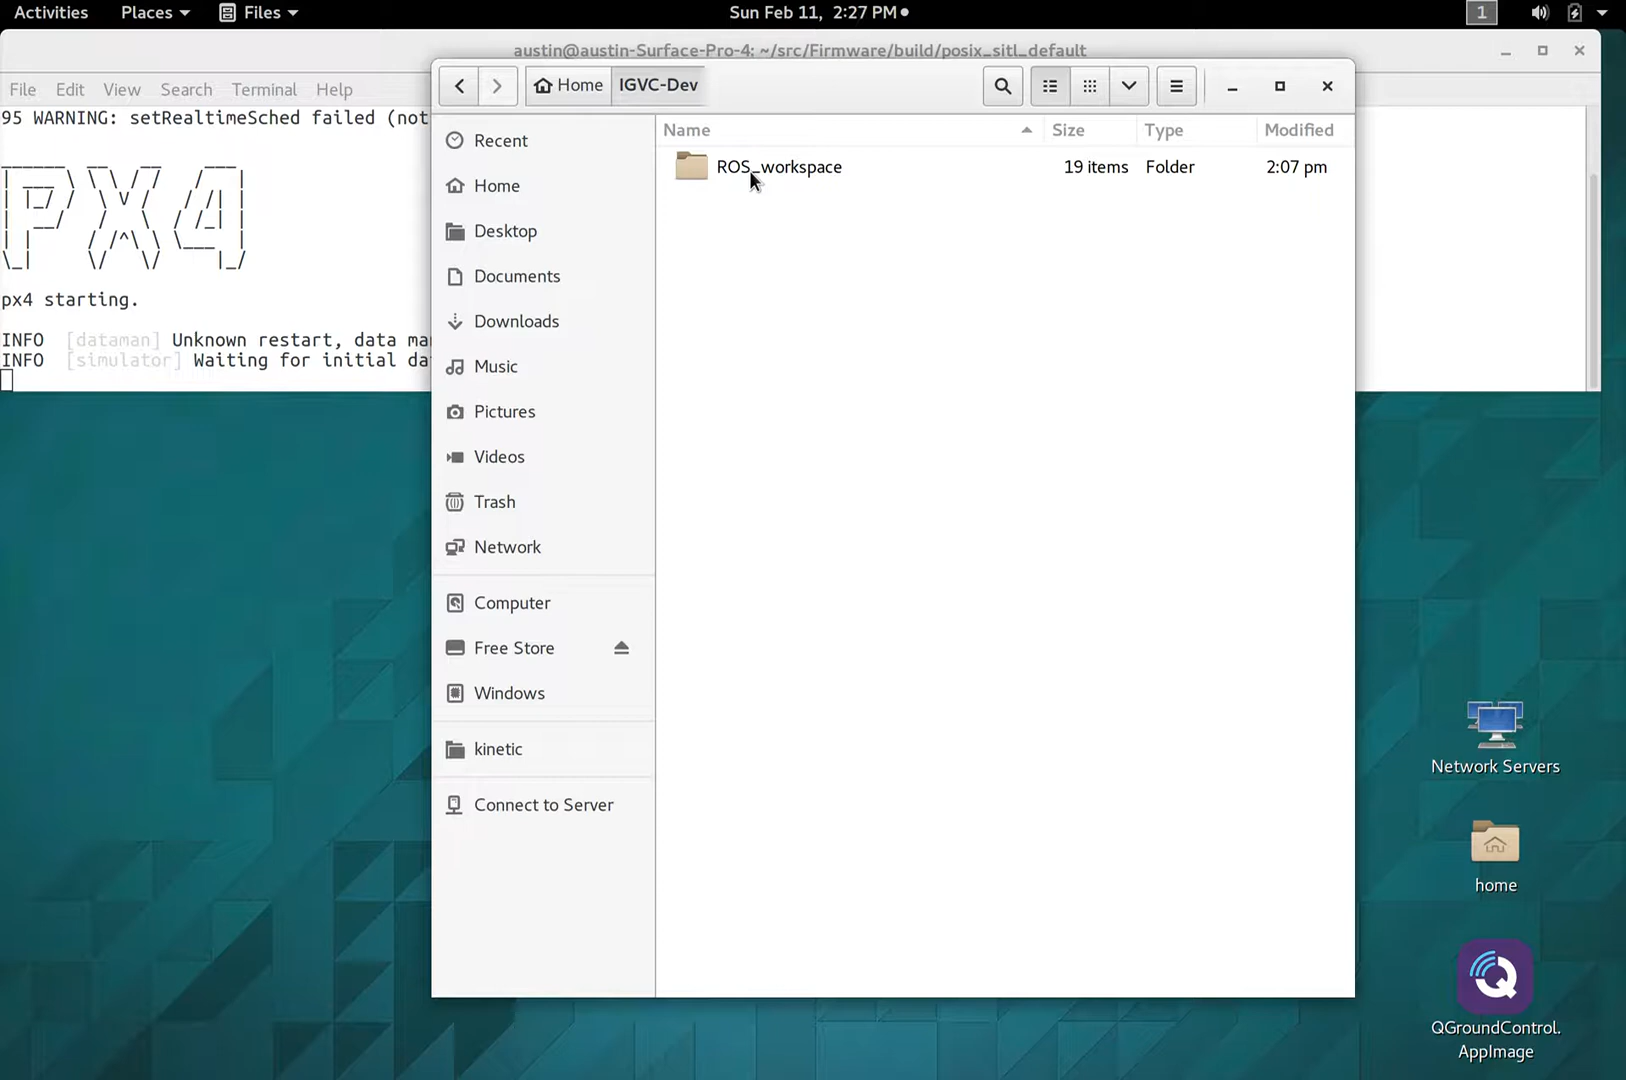 Activities Places Files Sun Feb 11, 2:27 PM 1
austin@austin-Surface-Pro-4: ~/src/Firmware/build/posix_sitl_default
File Edit View Search Terminal Help
95 WARNING: setRealtimeSched failed (not
PX4
px4 starting.
INFO [dataman] Unknown restart, data ma
INFO [simulator] Waiting for initial da
Home IGVC-Dev
Recent
Home
Desktop
Documents
Downloads
Music
Pictures
Videos
Trash
Network
Computer
Free Store
Windows
kinetic
Connect to Server
Name Size Type Modified
ROS_workspace 19 items Folder 2:07 pm
Network Servers
home
QGroundControl.
AppImage